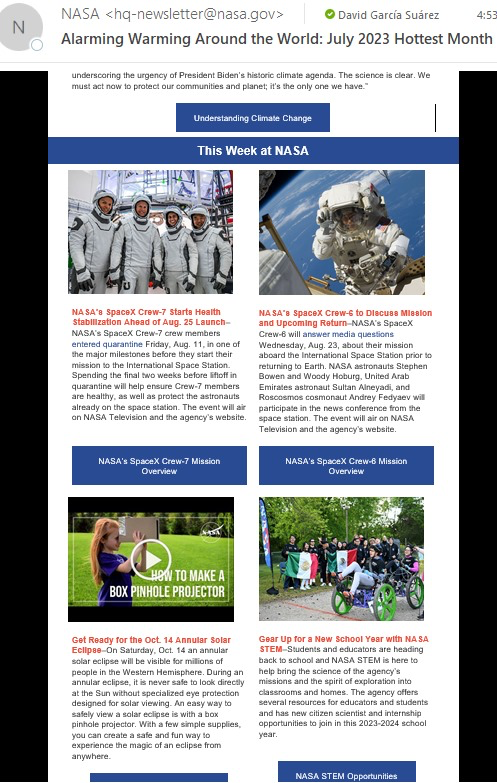 N
NASA <hq-newsletter@nasa.gov>
David García Suárez
4:53
Alarming Warming Around the World: July 2023 Hottest Month
underscoring the urgency of President Biden's historic climate agenda. The science is clear. We
must act now to protect our communities and planet; it's the only one we have."
Understanding Climate Change
This Week at NASA
NASA's SpaceX Crew-7 Starts Health
Stabilization Ahead of Aug. 25 Launch–
NASA's SpaceX Crew-7 crew members
entered quarantine Friday, Aug. 11, in one of
the major milestones before they start their
mission to the International Space Station.
Spending the final two weeks before liftoff in
quarantine will help ensure Crew-7 members
are healthy, as well as protect the astronauts
already on the space station. The event will air
on NASA Television and the agency's website.
NASA's SpaceX Crew-7 Mission
Overview
NASA's SpaceX Crew-6 to Discuss Mission
and Upcoming Return–NASA's SpaceX
Crew-6 will answer media questions
Wednesday, Aug. 23, about their mission
aboard the International Space Station prior to
returning to Earth. NASA astronauts Stephen
Bowen and Woody Hoburg, United Arab
Emirates astronaut Sultan Alneyadi, and
Roscosmos cosmonaut Andrey Fedyaev will
participate in the news conference from the
space station. The event will air on NASA
Television and the agency's website.
NASA's SpaceX Crew-6 Mission
Overview
NASA
HOW TO MAKE A
BOX PINHOLE PROJECTOR
Get Ready for the Oct. 14 Annular Solar
Eclipse–On Saturday, Oct. 14 an annular
solar eclipse will be visible for millions of
people in the Western Hemisphere. During an
annular eclipse, it is never safe to look directly
at the Sun without specialized eye protection
designed for solar viewing. An easy way to
safely view a solar eclipse is with a box
pinhole projector. With a few simple supplies,
you can create a safe and fun way to
experience the magic of an eclipse from
anywhere.
Gear Up for a New School Year with NASA
STEM–Students and educators are heading
back to school and NASA STEM is here to
help bring the science of the agency's
missions and the spirit of exploration into
classrooms and homes. The agency offers
several resources for educators and students
and has new citizen scientist and internship
opportunities to join in this 2023-2024 school
year.
NASA STEM Opportunities